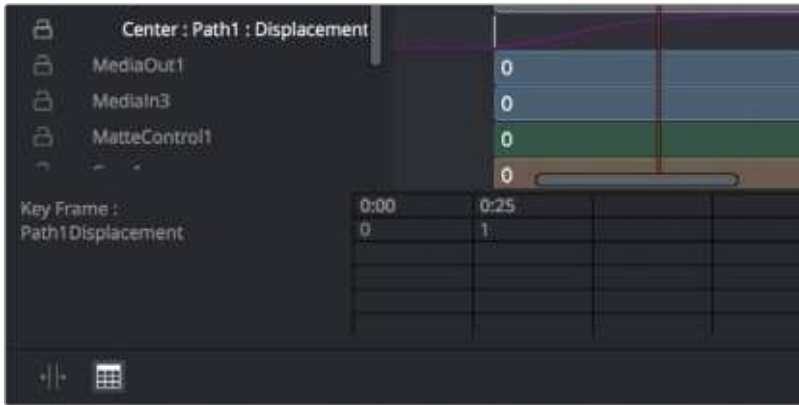 Center : Path1 : Displacement
MediaOut1
0
MediaIn3
0
MatteControl1
0
0
Key Frame :
0:00
0:25
Path1Displacement
0
1